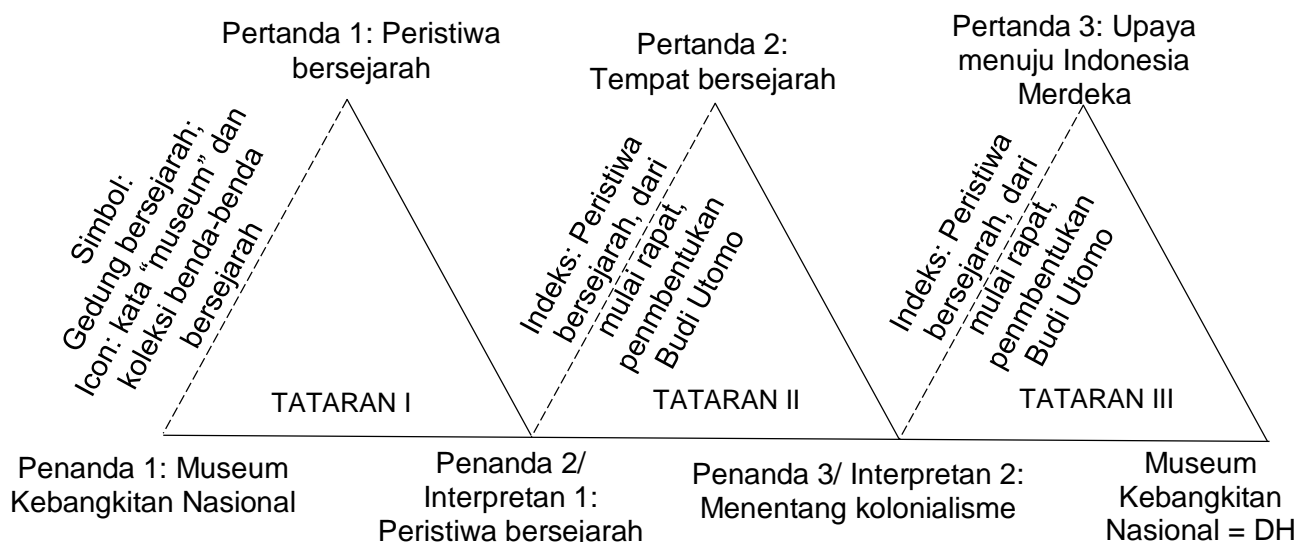 Pertanda 1: Peristiwa
bersejarah
Pertanda 2:
Tempat bersejarah
Pertanda 3: Upaya
menuju Indonesia
Merdeka
Simbol:
Gedung bersejarah;
Icon: kata “museum” dan
koleksi benda-benda
bersejarah
Indeks: Peristiwa
bersejarah, dari
mulai rapat,
penmbentukan
Budi Utomo
Indeks: Peristiwa
bersejarah, dari
mulai rapat,
penmbentukan
Budi Utomo
TATARAN I
TATARAN II
TATARAN III
Penanda 1: Museum
Kebangkitan Nasional
Penanda 2/
Interpretan 1:
Peristiwa bersejarah
Penanda 3/ Interpretan 2:
Menentang kolonialisme
Museum
Kebangkitan
Nasional = DH